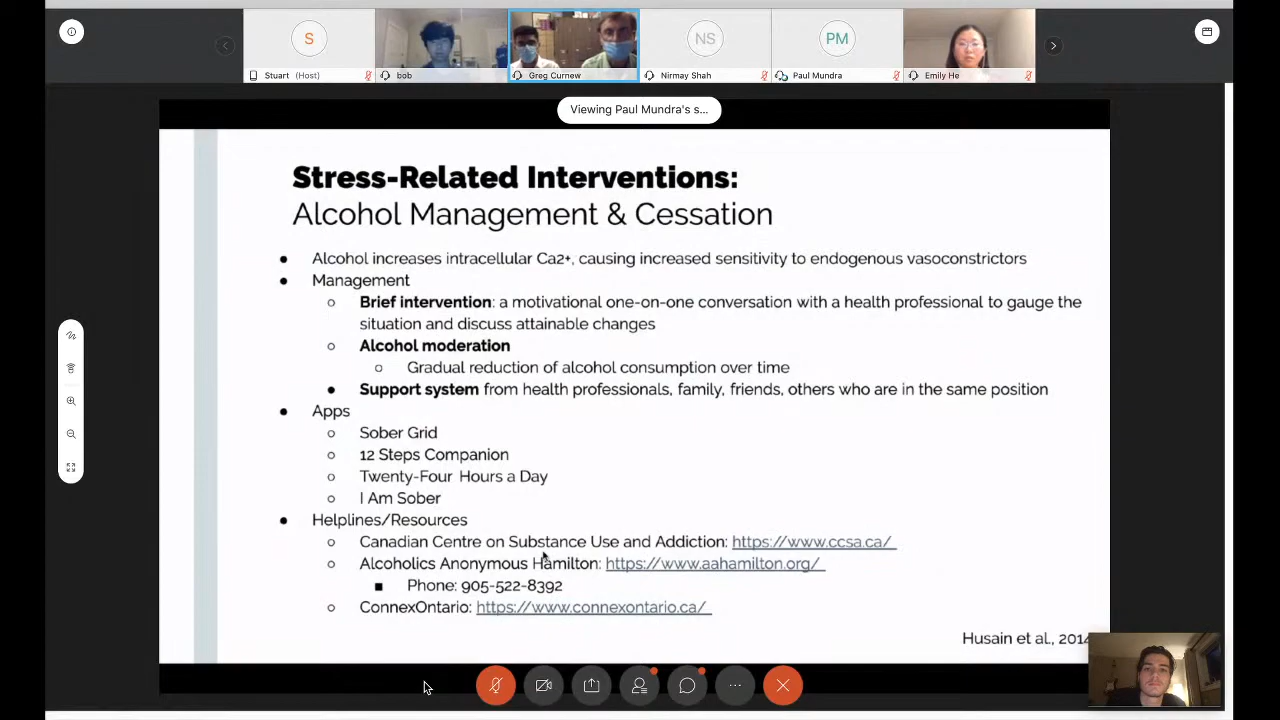 S
NS
PM
Stuart (Host)
bob
Greg Curnew
Nirmay Shah
Paul Mundra
Emily He
Viewing Paul Mundra's s...
Stress-Related Interventions:
Alcohol Management & Cessation
● Alcohol increases intracellular Ca2+, causing increased sensitivity to endogenous vasoconstrictors
● Management
○ Brief intervention: a motivational one-on-one conversation with a health professional to gauge the
situation and discuss attainable changes
○ Alcohol moderation
○ Gradual reduction of alcohol consumption over time
● Support system from health professionals, family, friends, others who are in the same position
● Apps
○ Sober Grid
○ 12 Steps Companion
○ Twenty-Four Hours a Day
○ I Am Sober
● Helplines/Resources
○ Canadian Centre on Substance Use and Addiction: https://www.ccsa.ca/
○ Alcoholics Anonymous Hamilton: https://www.aahamilton.org/
■ Phone: 905-522-8392
○ ConnexOntario: https://www.connexontario.ca/
Husain et al., 2014